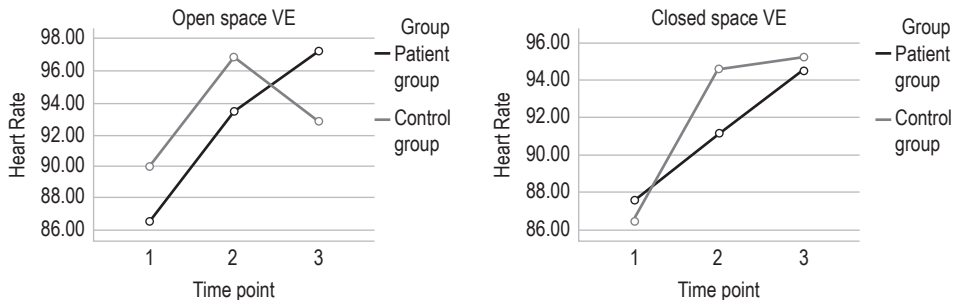 Open space VE
Group
Patient
group
Control
group
98.00
96.00
94.00
92.00
90.00
88.00
86.00
Heart Rate
1 2 3
Time point
Closed space VE
Group
Patient
group
Control
group
96.00
94.00
92.00
90.00
88.00
86.00
Heart Rate
1 2 3
Time point